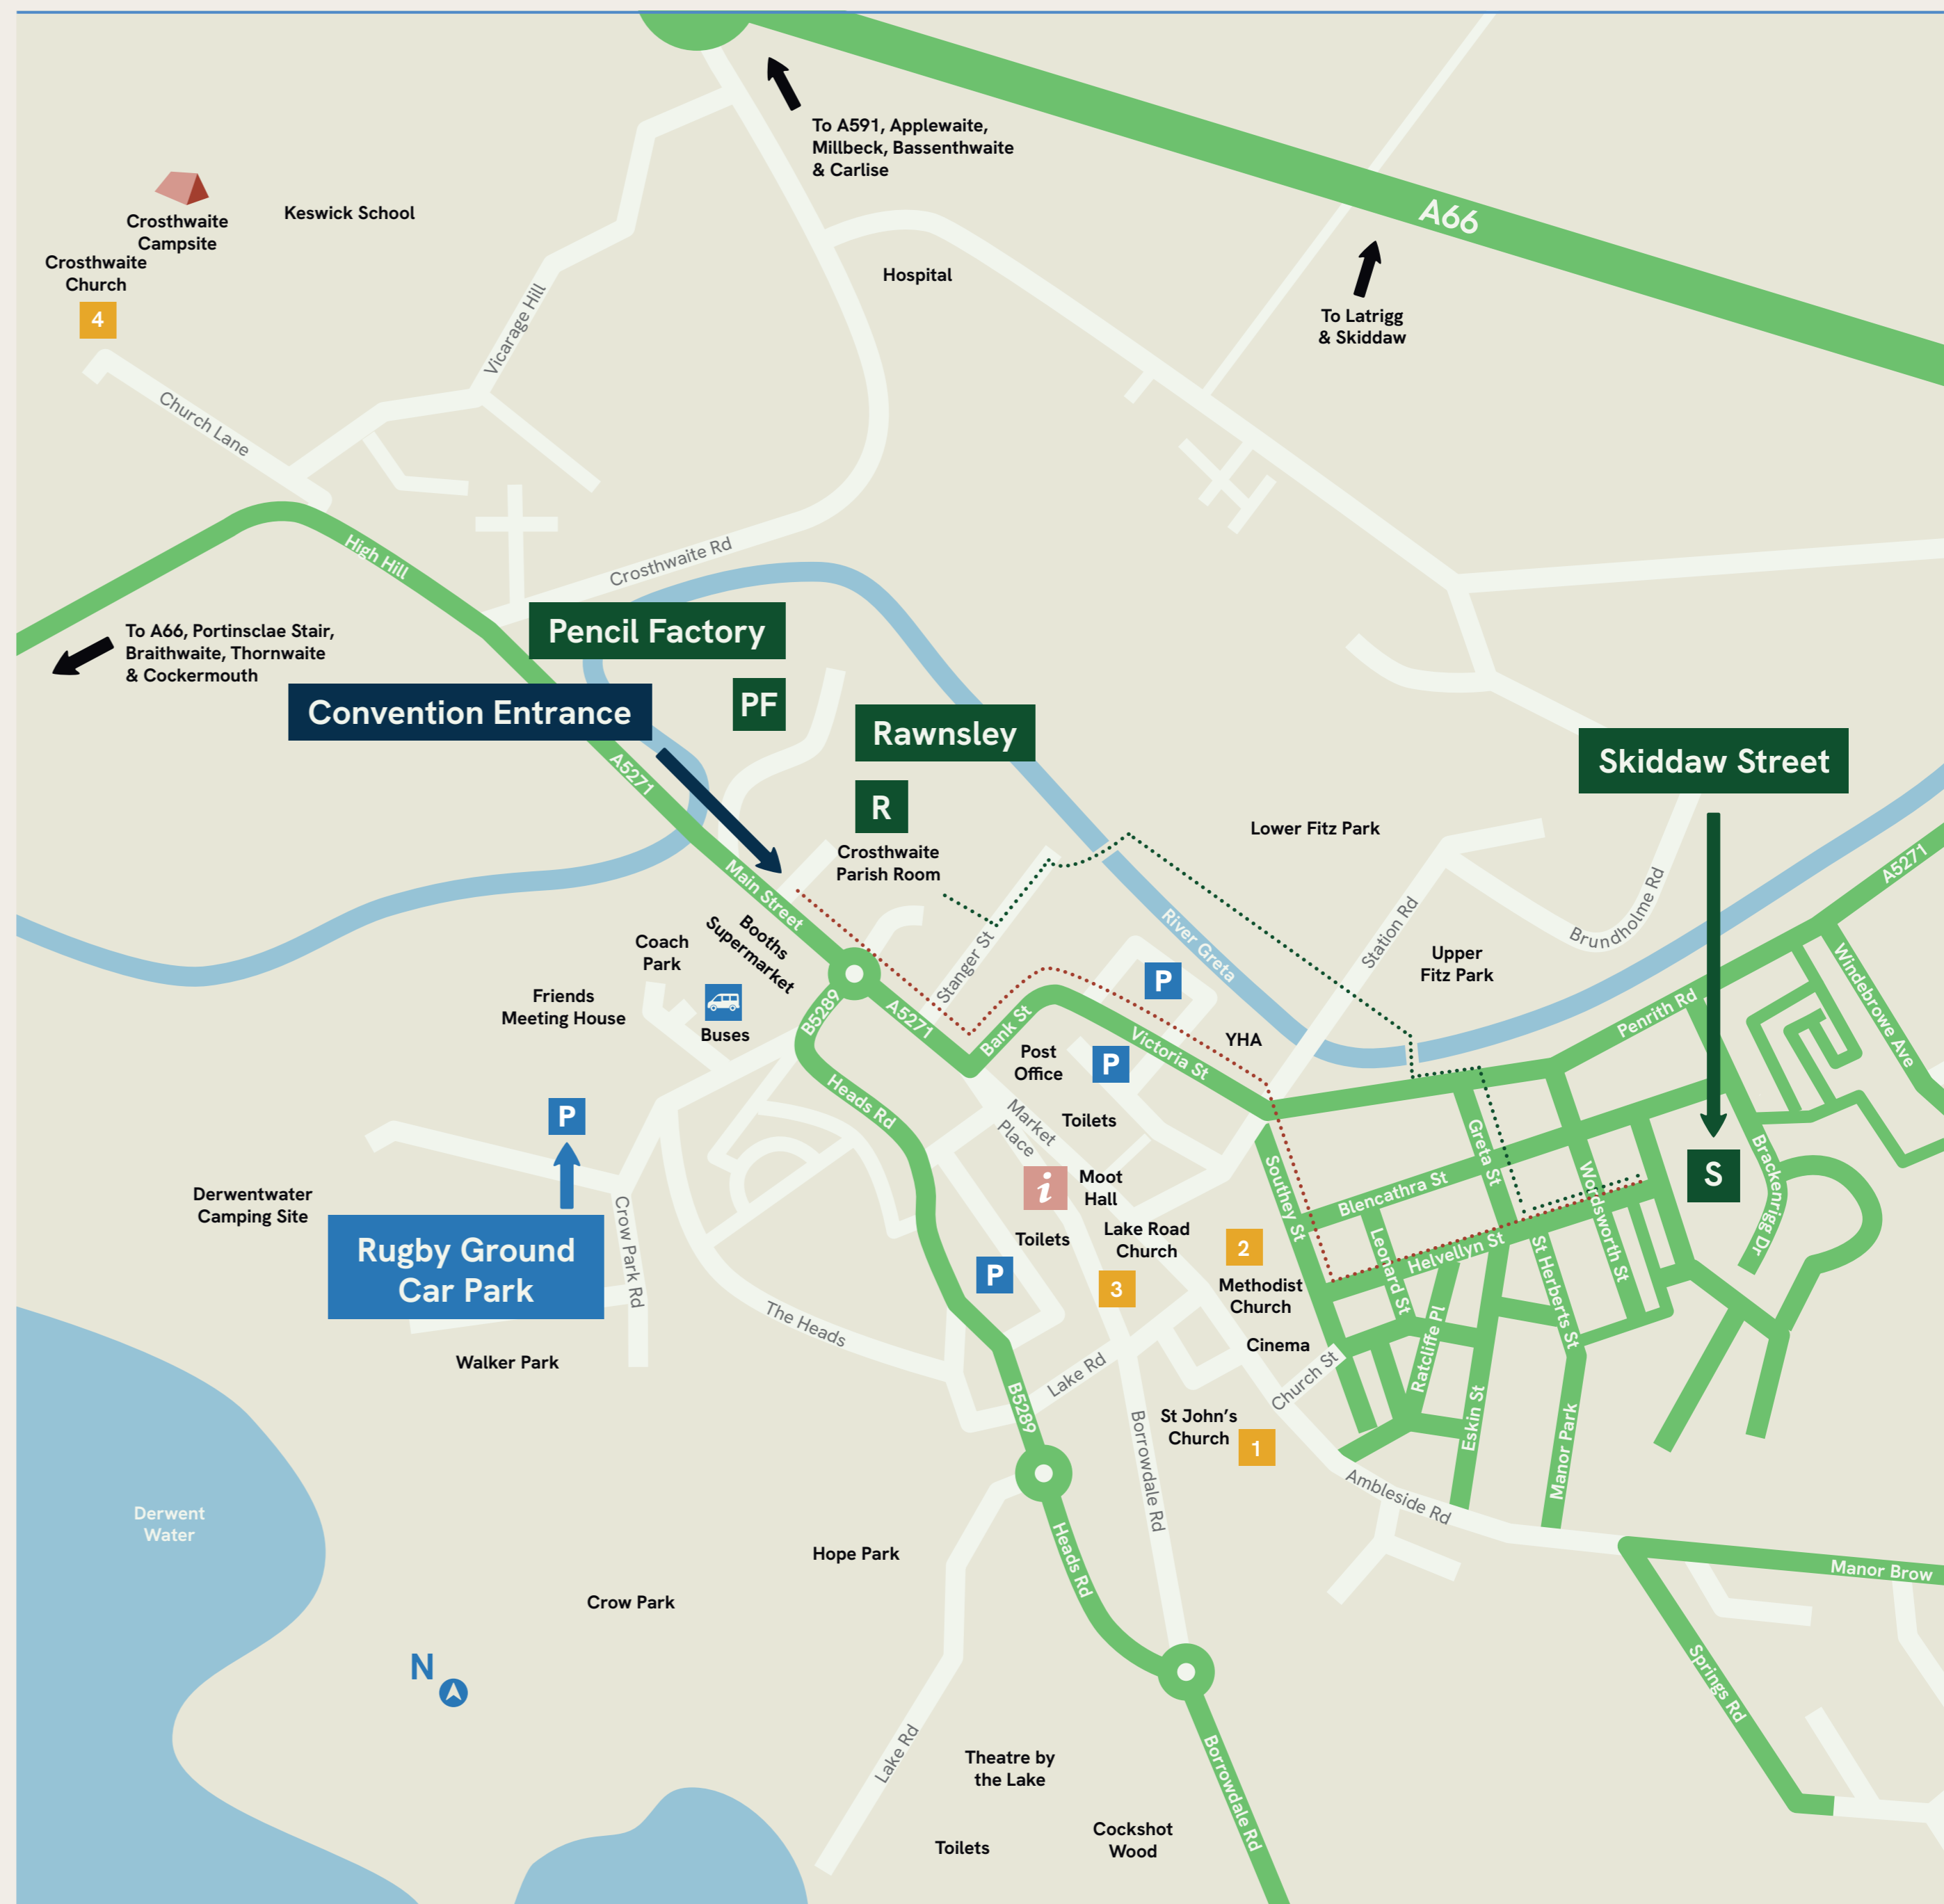 To A591, Applewaite,
Millbeck, Bassenthwaite
& Carlise
A66
Crosthwaite
Campsite
Keswick School
Crosthwaite
Church
4
Hospital
To Latrigg
& Skiddaw
Vicarage Hill
Church Lane
High Hill
Crosthwaite Rd
To A66, Portinsclae Stair,
Braithwaite, Thornwaite
& Cockermouth
Pencil Factory
PF
Convention Entrance
Rawnsley
R
Crosthwaite
Parish Room
Skiddaw Street
A5271
Main Street
Lower Fitz Park
A5271
Booths
Supermarket
Coach
Park
Friends
Meeting House
Buses
B5289
A5271
Stanger St
River Greta
Station Rd
Brundholme Rd
Upper
Fitz Park
Windebrowe Ave
Penrith Rd
P
YHA
Bank St
Victoria St
Post
Office
P
Heads Rd
Market
Place
Toilets
P
Derwentwater
Camping Site
Rugby Ground
Car Park
Crow Park Rd
Walker Park
The Heads
i
Moot
Hall
Toilets
P
Lake Road
Church
3
2
Methodist
Church
Cinema
Southey St
Blencathra St
Greta St
Leonard St
Helvellyn St
Wordsworth St
St Herberts St
S
Brackenrigg Dr
Ratcliffe Pl
Eskin St
Manor Park
Church St
Lake Rd
B5289
St John's
Church
1
Borrowdale Rd
Ambleside Rd
Manor Brow
Springs Rd
Derwent
Water
Hope Park
Heads Rd
Crow Park
N
Lake Rd
Theatre by
the Lake
Borrowdale Rd
Toilets
Cockshot
Wood